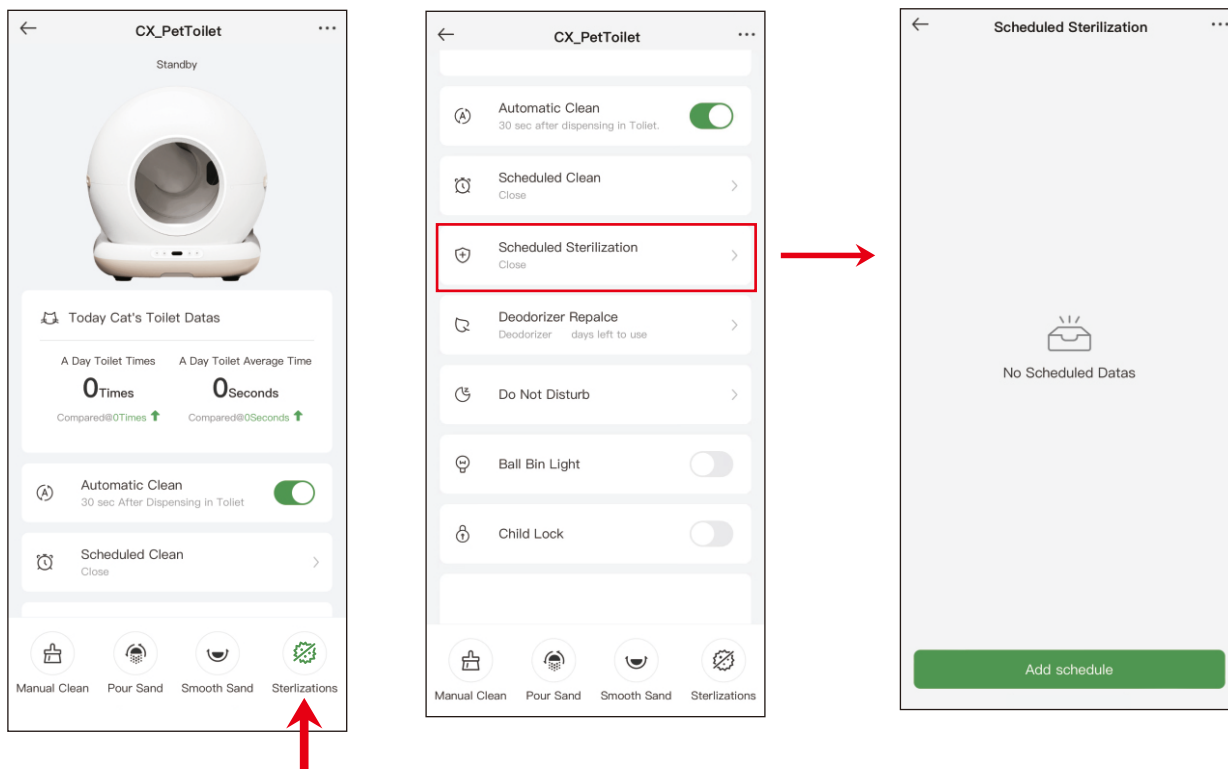 CX_PetToilet
Standby
Today Cat's Toilet Datas
A Day Toilet Times A Day Toilet Average Time
0Times 0Seconds
Compared@0Times Compared@0Seconds
Automatic Clean
30 sec After Dispensing in Toliet
Scheduled Clean
Close
Manual Clean Pour Sand Smooth Sand Sterlizations
CX_PetToilet
Automatic Clean
30 sec after dispensing in Toliet.
Scheduled Clean
Close
Scheduled Sterilization
Close
Deodorizer Repalce
Deodorizer days left to use
Do Not Disturb
Ball Bin Light
Child Lock
Manual Clean Pour Sand Smooth Sand Sterlizations
Scheduled Sterilization
No Scheduled Datas
Add schedule